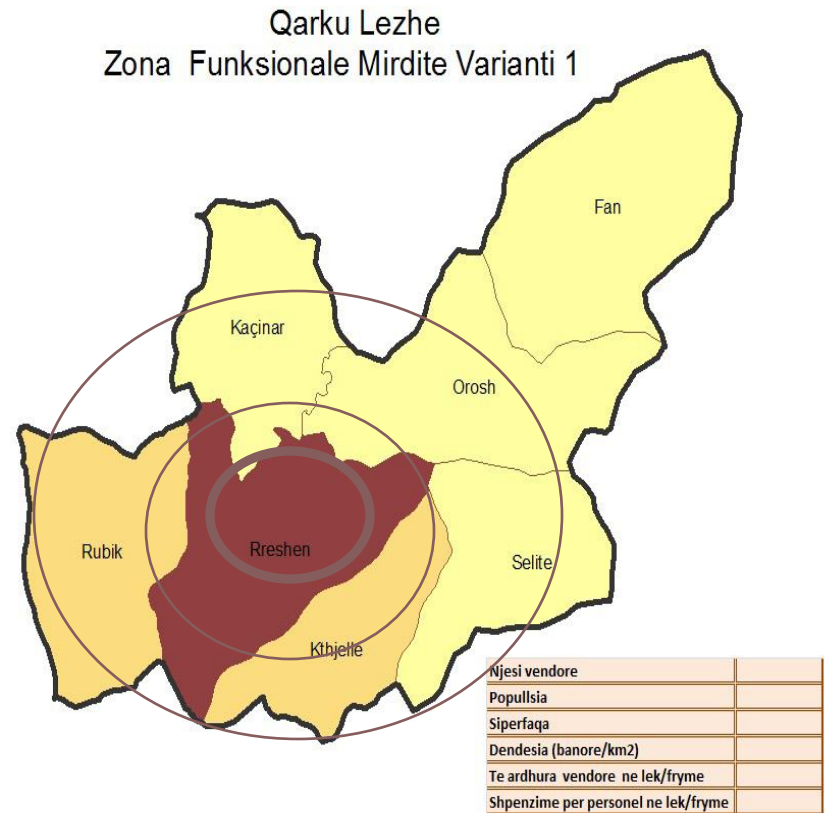 Qarku Lezhe
Zona Funksionale Mirdite Varianti 1
Fan
Kaçinar
Orosh
Rubik
Rreshen
Selite
Kthjelle
Njesi vendore
Popullsia
Siperfaqa
Dendesia (banore/km2)
Te ardhura vendore ne lek/fryme
Shpenzime per personel ne lek/fryme